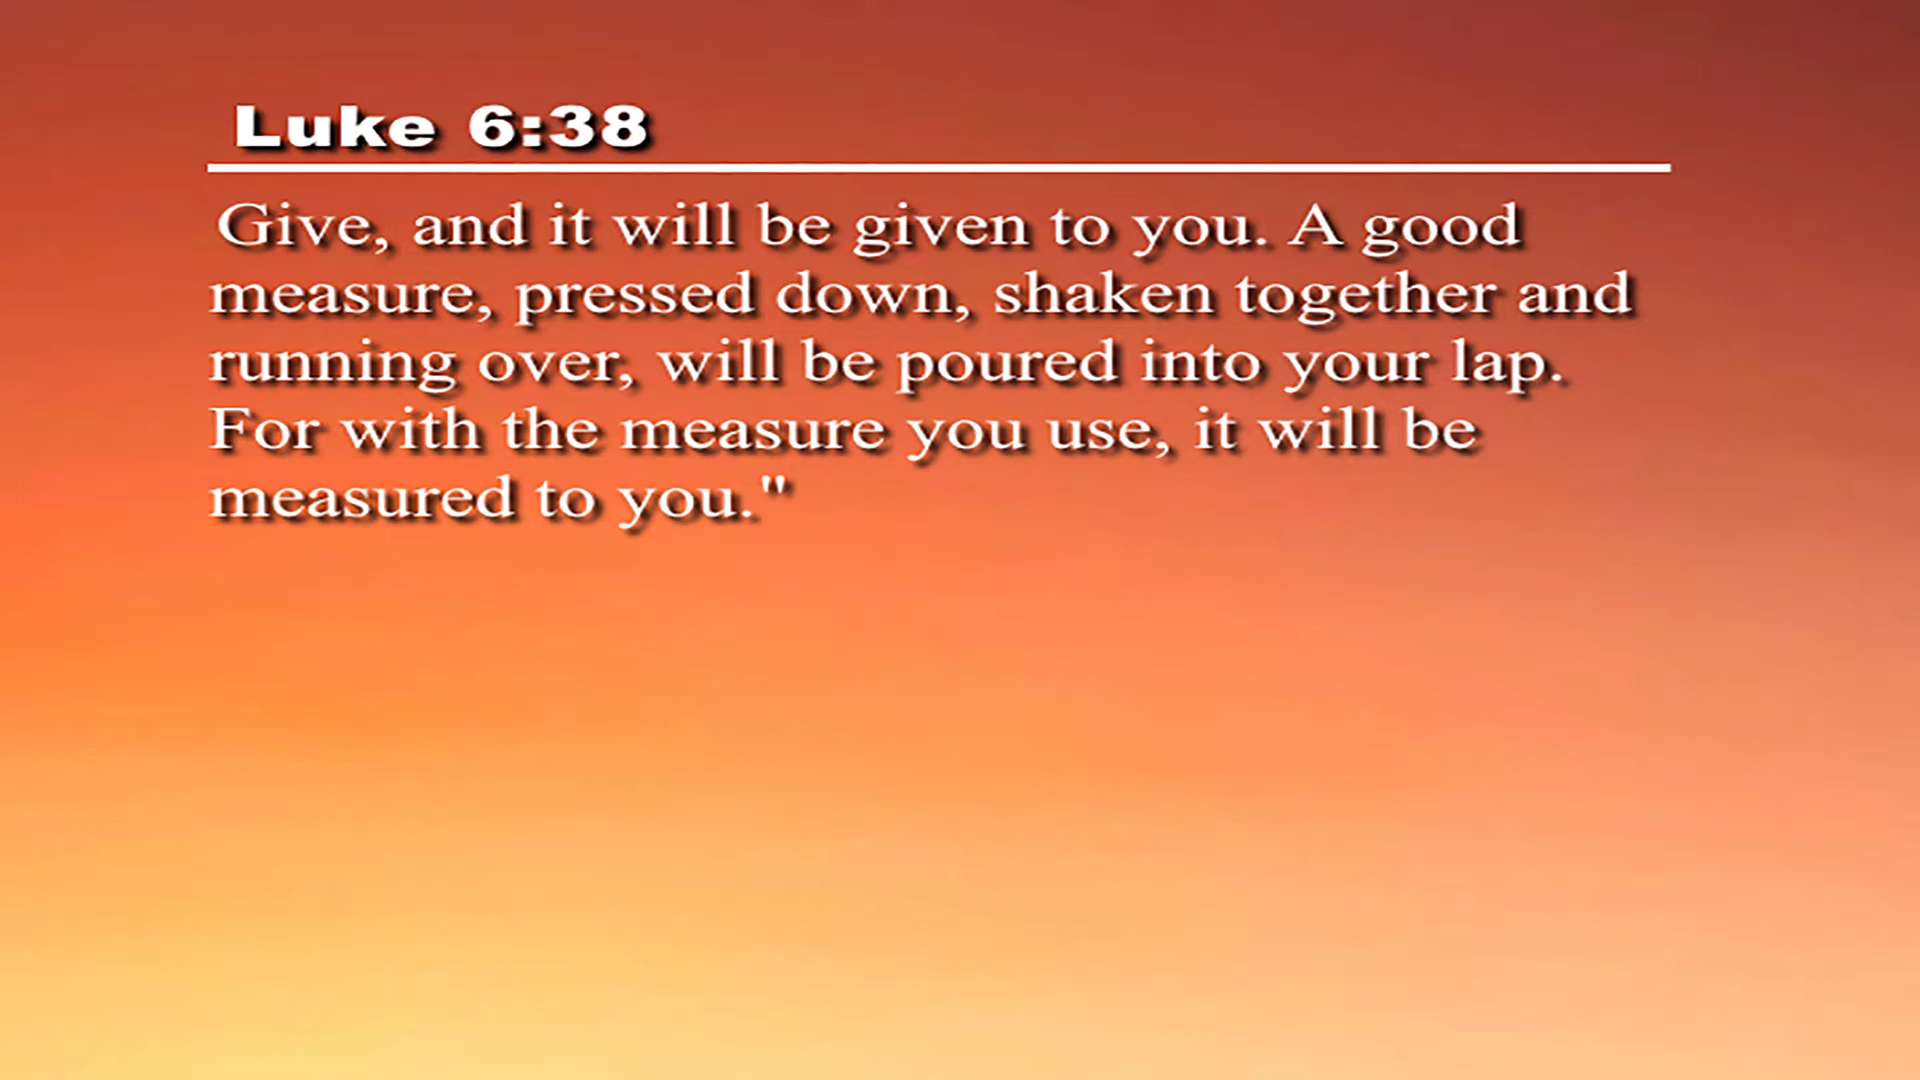 Luke 6:38
Give, and it will be given to you. A good
measure, pressed down, shaken together and
running over, will be poured into your lap.
For with the measure you use, it will be
measured to you."